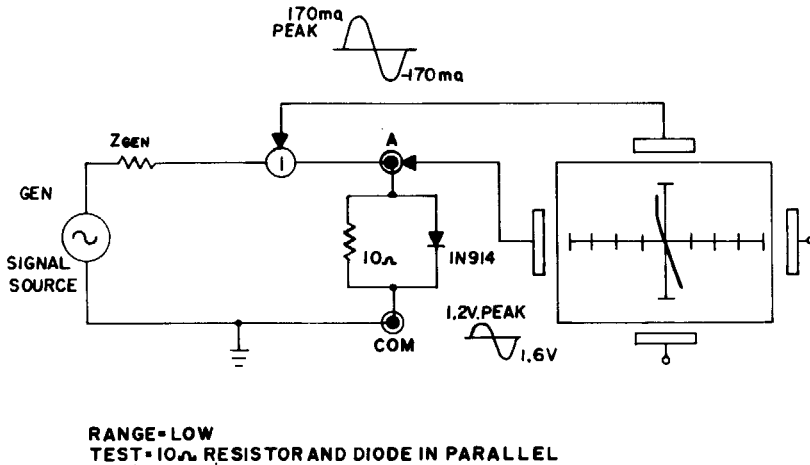 170ma
PEAK
-170ma
ZGEN
I
A
GEN
SIGNAL
SOURCE
10Ω
1N914
COM
1.2V. PEAK
1.6V
RANGE=LOW
TEST=10Ω RESISTOR AND DIODE IN PARALLEL